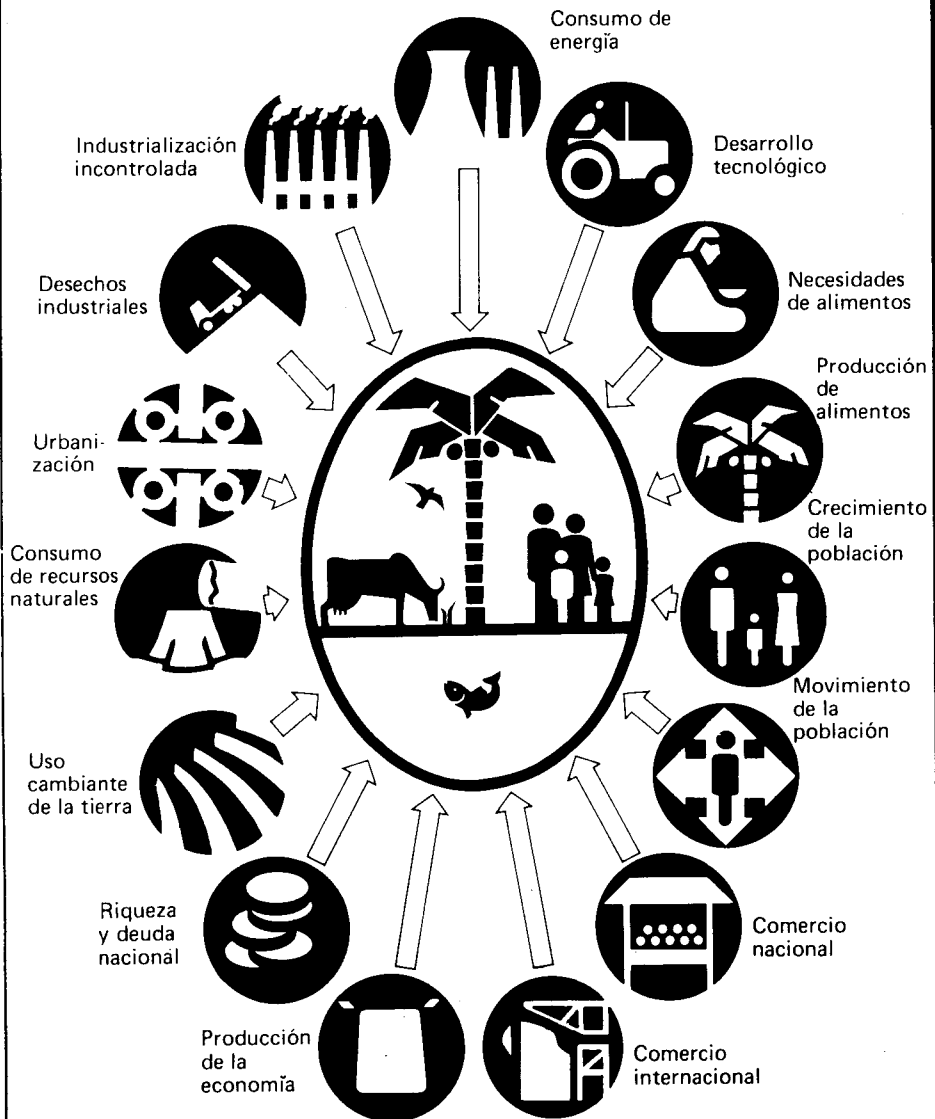 Consumo de
energía
Desarrollo
tecnológico
Necesidades
de alimentos
Producción
de
alimentos
Crecimiento
de la
población
Movimiento
de la
población
Comercio
nacional
Comercio
internacional
Producción
de la
economía
Riqueza
y deuda
nacional
Uso
cambiante
de la tierra
Consumo
de recursos
naturales
Urbani-
zación
Desechos
industriales
Industrialización
incontrolada